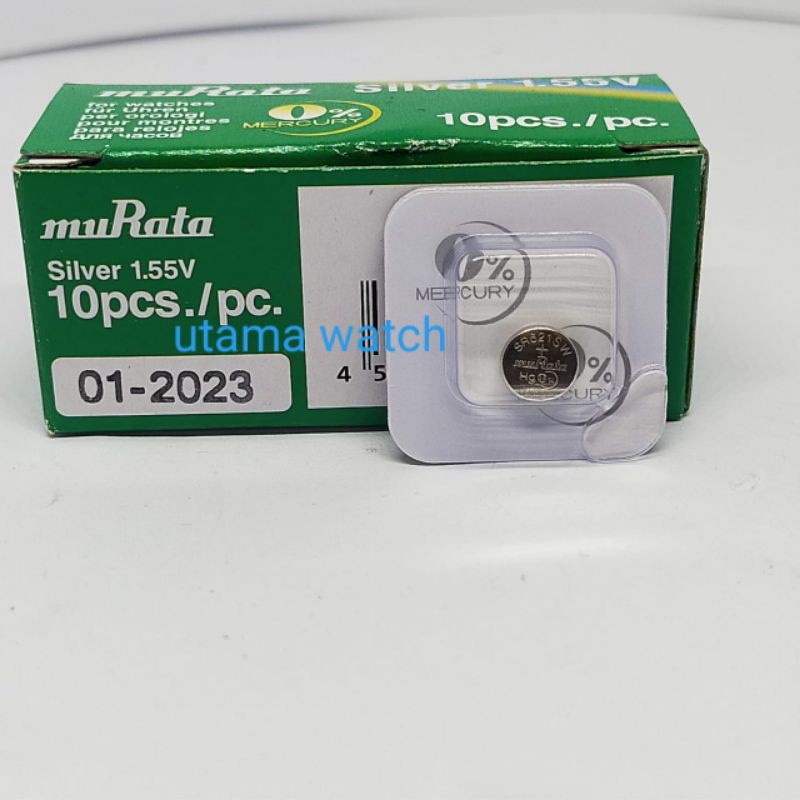 muRata
Silver 1.55V
for watches
für Uhren
per orologi
pour montres
para relojes
для часов
0%
MERCURY
10pcs./pc.
muRata
Silver 1.55V
10pcs./pc.
utama watch
01-2023
4 5
0%
MERCURY
SR621SW
+
muRata
Hg 0%
0%
MERCURY